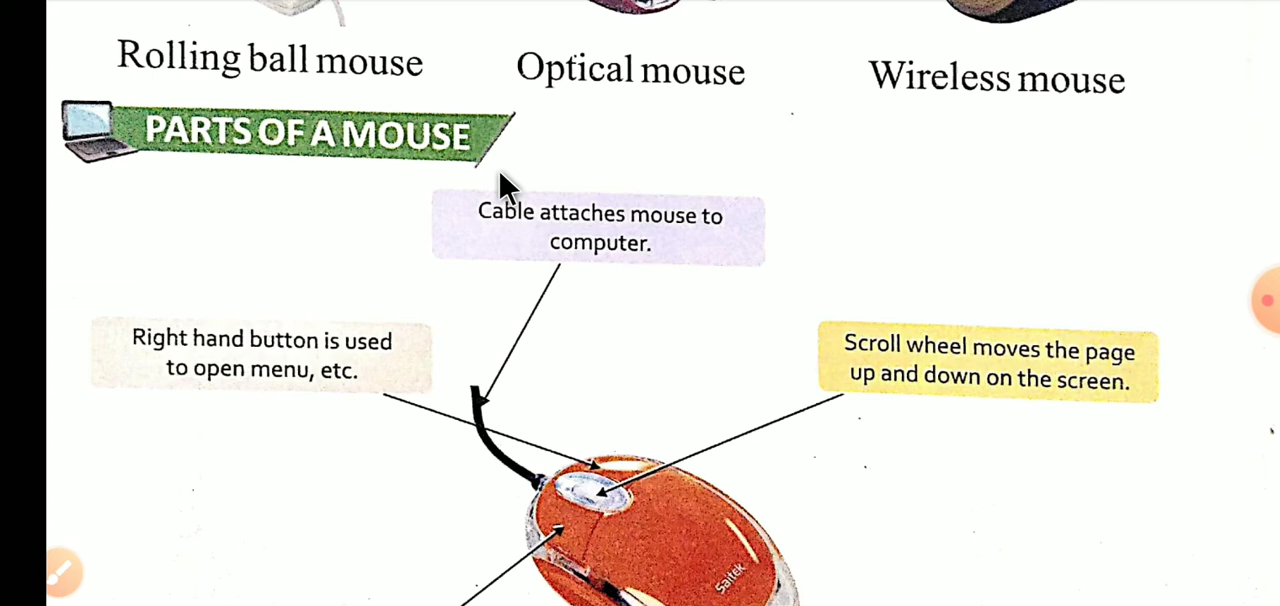 Rolling ball mouse
Optical mouse
Wireless mouse
PARTS OF A MOUSE
Cable attaches mouse to
computer.
Right hand button is used
to open menu, etc.
Scroll wheel moves the page
up and down on the screen.
Saitek